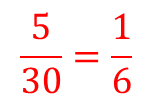 5/30 = 1/6